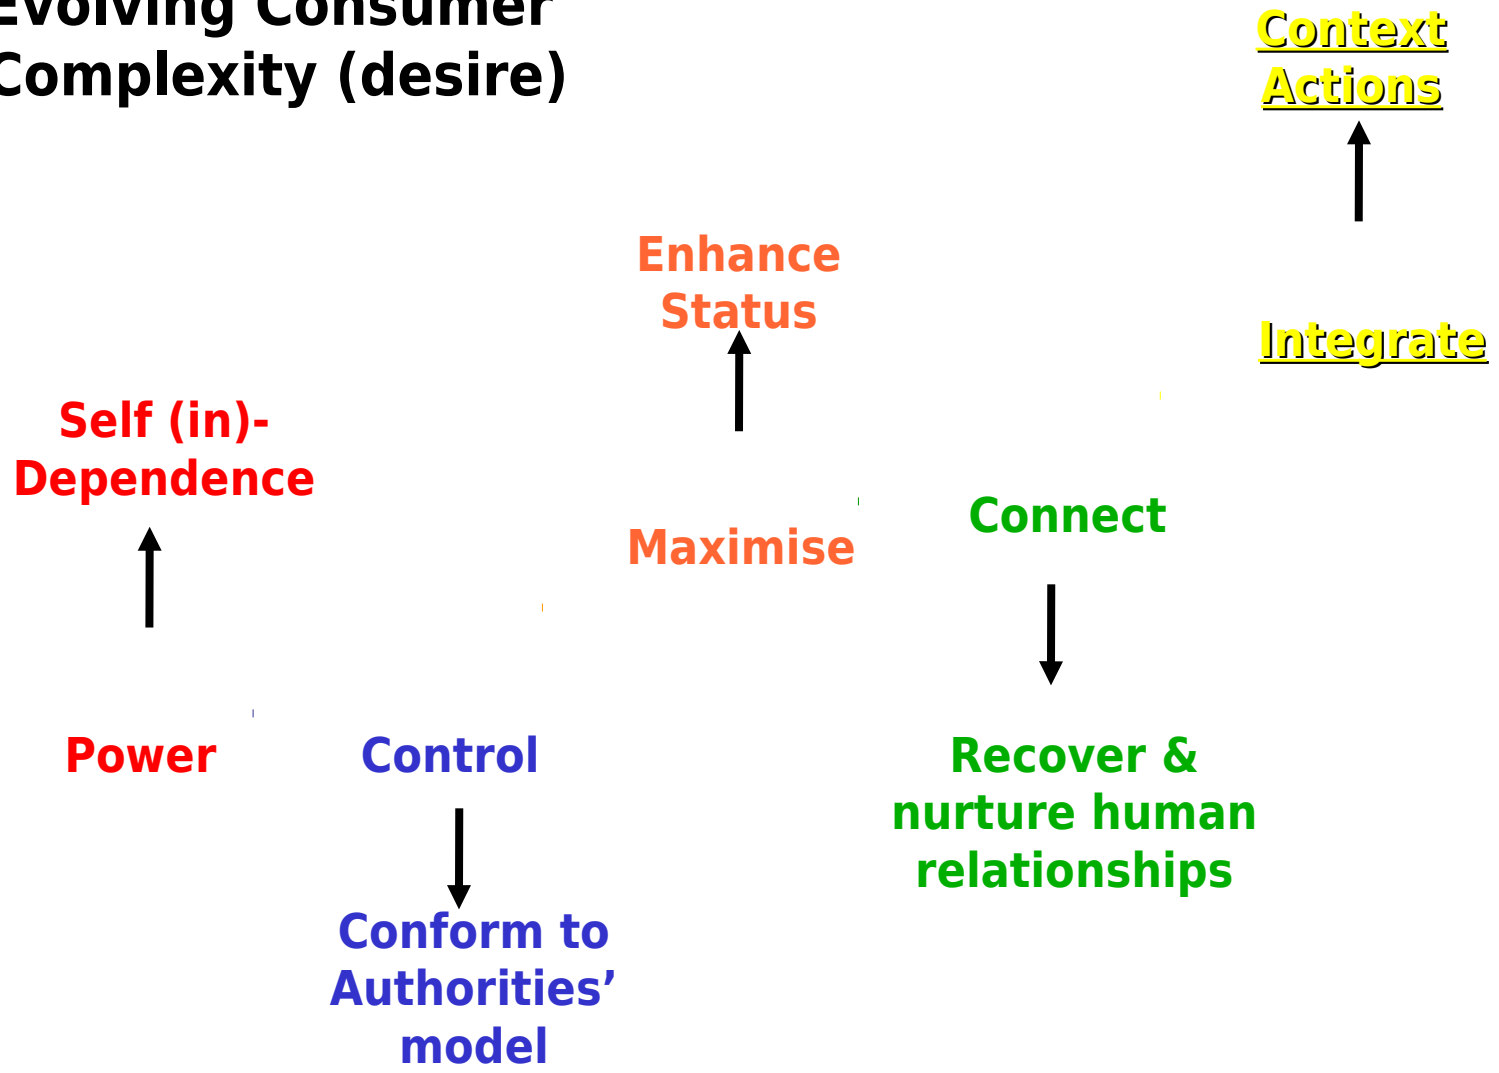 Evolving Consumer
Complexity (desire)
Context
Actions
Enhance
Status
Integrate
Self (in)-
Dependence
Connect
Maximise
Power
Control
Recover &
nurture human
relationships
Conform to
Authorities’
model